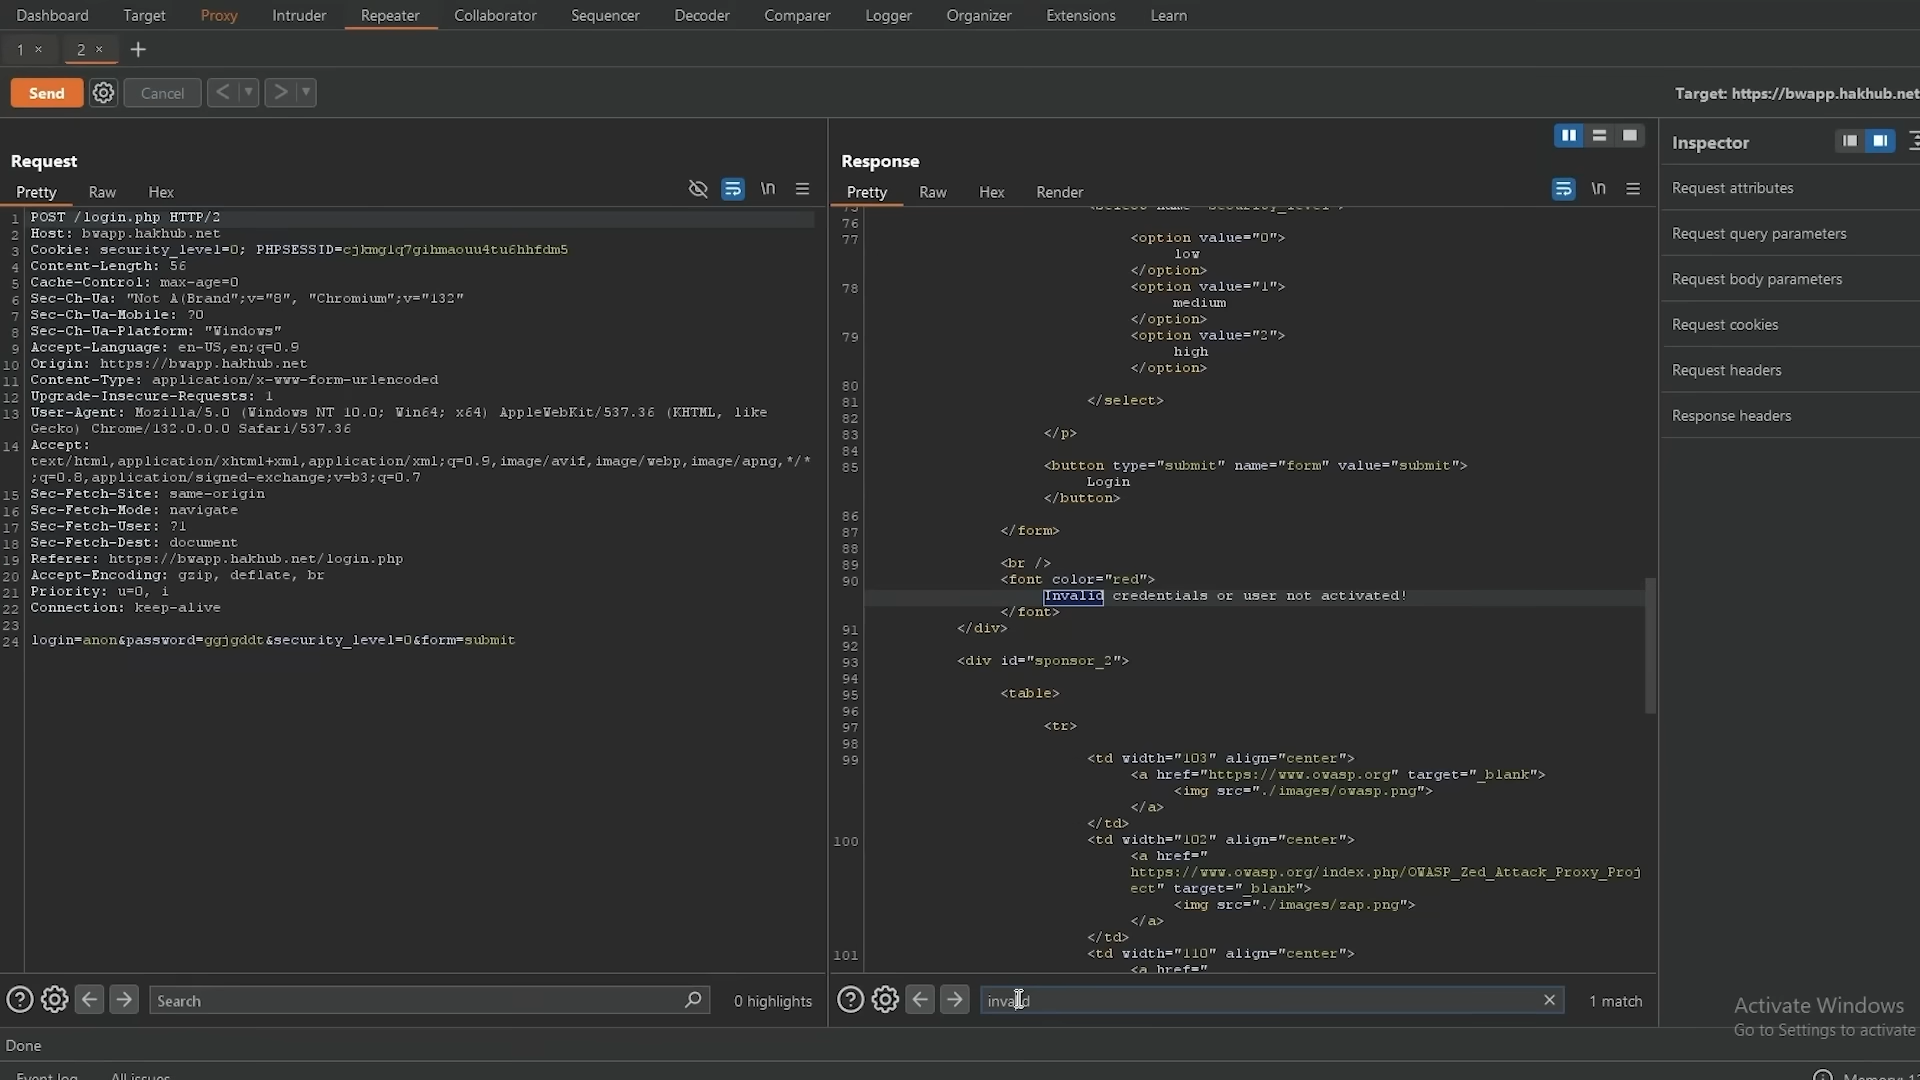 Dashboard Target Proxy Intruder Repeater Collaborator Sequencer Decoder Comparer Logger Organizer Extensions Learn
1 × 2 × +
Send Cancel < >
Target: https://bwapp.hakhub.net
Request
Pretty Raw Hex \n
1 POST /login.php HTTP/2
2 Host: bwapp.hakhub.net
3 Cookie: security_level=0; PHPSESSID=cjkmglq7gihmaouu4tu6hhfdm5
4 Content-Length: 56
5 Cache-Control: max-age=0
6 Sec-Ch-Ua: "Not A(Brand";v="8", "Chromium";v="132"
7 Sec-Ch-Ua-Mobile: ?0
8 Sec-Ch-Ua-Platform: "Windows"
9 Accept-Language: en-US,en;q=0.9
10 Origin: https://bwapp.hakhub.net
11 Content-Type: application/x-www-form-urlencoded
12 Upgrade-Insecure-Requests: 1
13 User-Agent: Mozilla/5.0 (Windows NT 10.0; Win64; x64) AppleWebKit/537.36 (KHTML, like
Gecko) Chrome/132.0.0.0 Safari/537.36
14 Accept:
text/html,application/xhtml+xml,application/xml;q=0.9,image/avif,image/webp,image/apng,*/*
;q=0.8,application/signed-exchange;v=b3;q=0.7
15 Sec-Fetch-Site: same-origin
16 Sec-Fetch-Mode: navigate
17 Sec-Fetch-User: ?1
18 Sec-Fetch-Dest: document
19 Referer: https://bwapp.hakhub.net/login.php
20 Accept-Encoding: gzip, deflate, br
21 Priority: u=0, i
22 Connection: keep-alive
23
24 login=anon&password=ggjgddt&security_level=0&form=submit
Search 0 highlights
Response
Pretty Raw Hex Render \n
75 <select name="security_level">
76
77 <option value="0">
low
</option>
78 <option value="1">
medium
</option>
79 <option value="2">
high
</option>
80
81 </select>
82
83 </p>
84
85 <button type="submit" name="form" value="submit">
Login
</button>
86
87 </form>
88
89 <br />
90 <font color="red">
Invalid credentials or user not activated!
</font>
91 </div>
92
93 <div id="sponsor_2">
94
95 <table>
96
97 <tr>
98
99 <td width="103" align="center">
<a href="https://www.owasp.org" target="_blank">
<img src="./images/owasp.png">
</a>
</td>
100 <td width="102" align="center">
<a href="
https://www.owasp.org/index.php/OWASP_Zed_Attack_Proxy_Proj
ect" target="_blank">
<img src="./images/zap.png">
</a>
</td>
101 <td width="110" align="center">
<a href="
invalid 1 match
Inspector
Request attributes
Request query parameters
Request body parameters
Request cookies
Request headers
Response headers
Activate Windows
Go to Settings to activate
Done
Event log All issues
Memory: 1